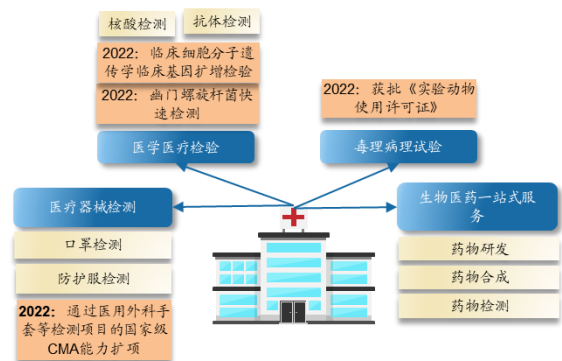 核酸检测
抗体检测
2022：临床细胞分子遗
传学临床基因扩增检验
2022：幽门螺旋杆菌快
速检测
医学医疗检验
2022：获批《实验动物
使用许可证》
毒理病理试验
医疗器械检测
口罩检测
防护服检测
2022：通过医用外科手
套等检测项目的国家级
CMA能力扩项
生物医药一站式服
务
药物研发
药物合成
药物检测